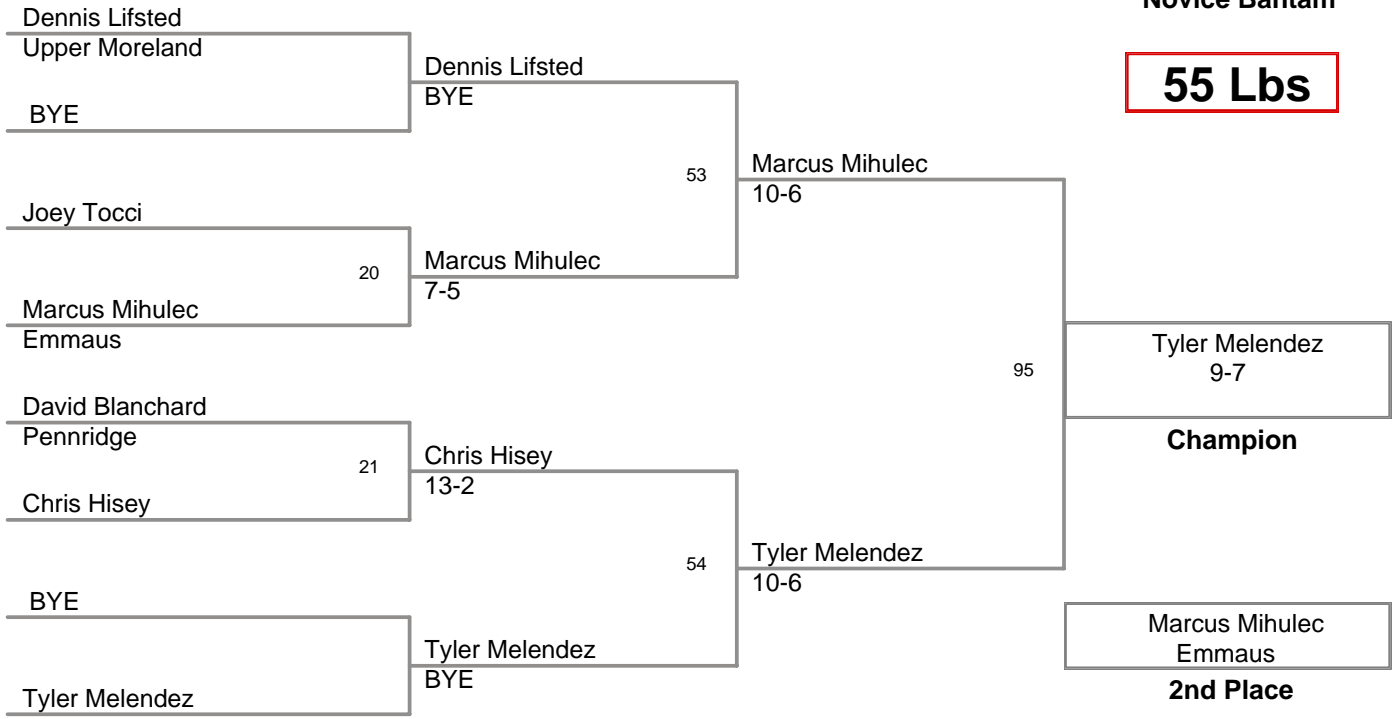 Novice Bantam
55 Lbs
Dennis Lifsted
Upper Moreland
BYE
Joey Tocci
20
Marcus Mihulec
Emmaus
David Blanchard
Pennridge
21
Chris Hisey
BYE
Tyler Melendez
Dennis Lifsted
BYE
53
Marcus Mihulec
7-5
Chris Hisey
13-2
54
Tyler Melendez
BYE
Marcus Mihulec
10-6
95
Tyler Melendez
10-6
Tyler Melendez
9-7
Champion
Marcus Mihulec
Emmaus
2nd Place